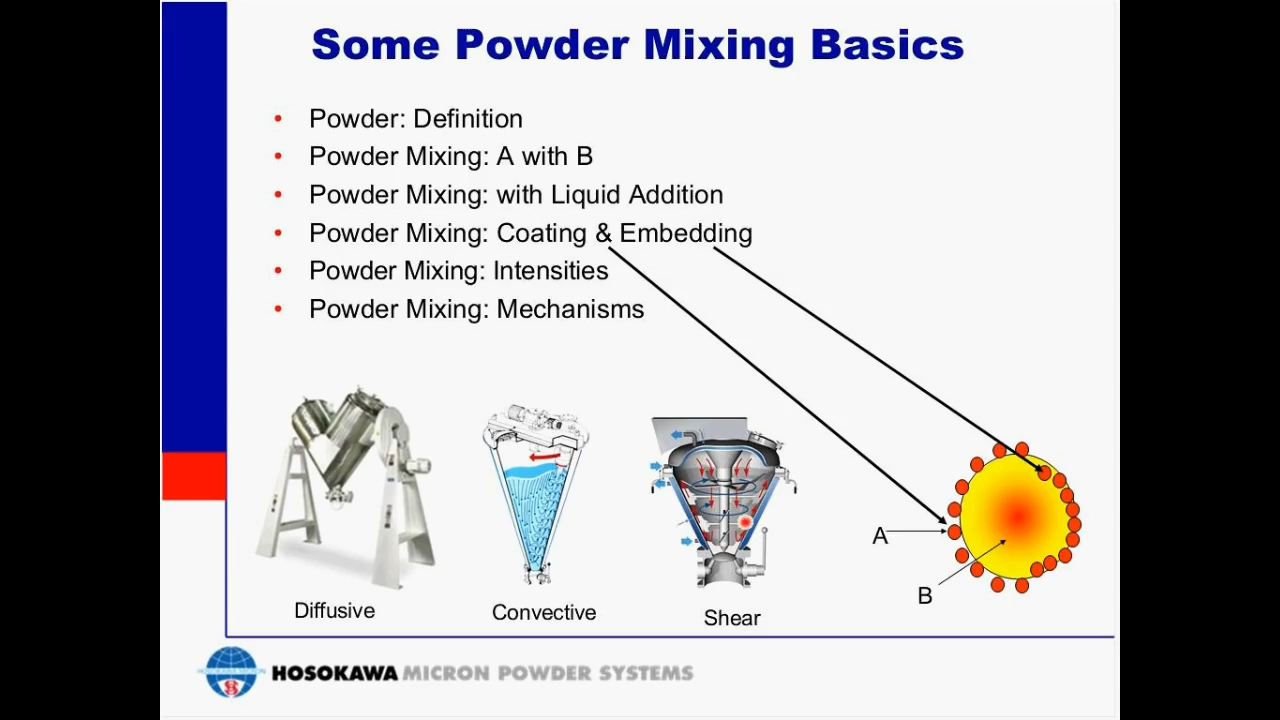 Some Powder Mixing Basics
• Powder: Definition
• Powder Mixing: A with B
• Powder Mixing: with Liquid Addition
• Powder Mixing: Coating & Embedding
• Powder Mixing: Intensities
• Powder Mixing: Mechanisms
A
B
Diffusive
Convective
Shear
HOSOKAWA MICRON POWDER SYSTEMS